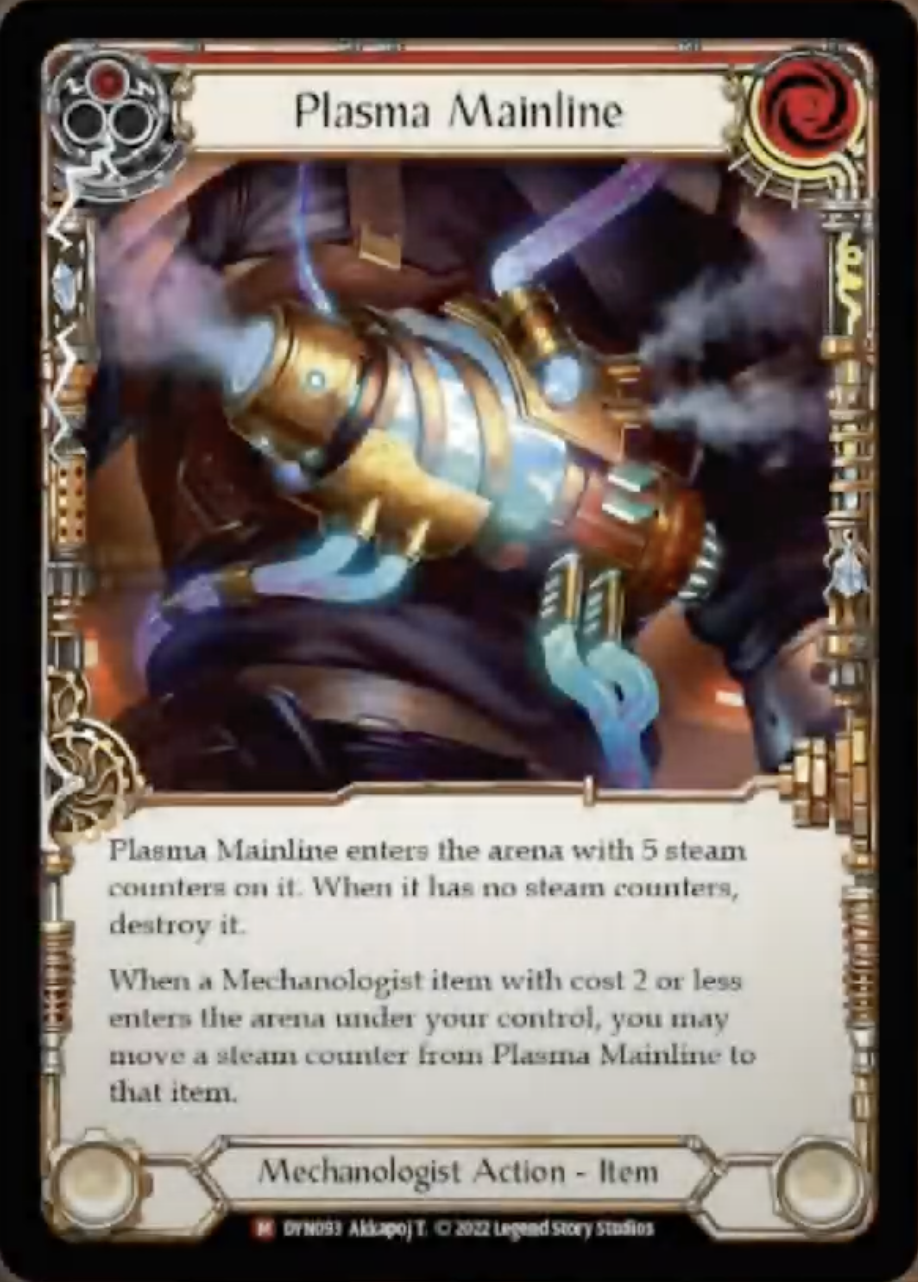 Plasma Mainline
Plasma Mainline enters the arena with 5 steam
counters on it. When it has no steam counters,
destroy it.
When a Mechanologist item with cost 2 or less
enters the arena under your control, you may
move a steam counter from Plasma Mainline to
that item.
Mechanologist Action - Item
M DYN093 Akkapoj T. © 2022 Legend Story Studios